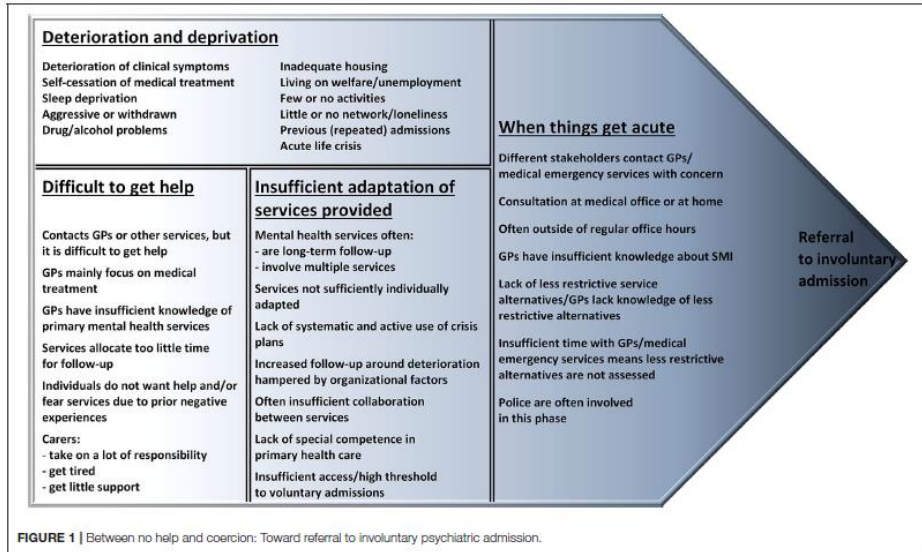 Deterioration and deprivation
Deterioration of clinical symptoms
Self-cessation of medical treatment
Sleep deprivation
Aggressive or withdrawn
Drug/alcohol problems
Inadequate housing
Living on welfare/unemployment
Few or no activities
Little or no network/loneliness
Previous (repeated) admissions
Acute life crisis
Difficult to get help
Contacts GPs or other services, but
it is difficult to get help
GPs mainly focus on medical
treatment
GPs have insufficient knowledge of
primary mental health services
Services allocate too little time
for follow-up
Individuals do not want help and/or
fear services due to prior negative
experiences
Carers:
- take on a lot of responsibility
- get tired
- get little support
Insufficient adaptation of
services provided
Mental health services often:
- are long-term follow-up
- involve multiple services
Services not sufficiently individually
adapted
Lack of systematic and active use of crisis
plans
Increased follow-up around deterioration
hampered by organizational factors
Often insufficient collaboration
between services
Lack of special competence in
primary health care
Insufficient access/high threshold
to voluntary admissions
When things get acute
Different stakeholders contact GPs/
medical emergency services with concern
Consultation at medical office or at home
Often outside of regular office hours
GPs have insufficient knowledge about SMI
Lack of less restrictive service
alternatives/GPs lack knowledge of less
restrictive alternatives
Insufficient time with GPs/medical
emergency services means less restrictive
alternatives are not assessed
Police are often involved
in this phase
Referral
to involuntary
admission
FIGURE 1 | Between no help and coercion: Toward referral to involuntary psychiatric admission.